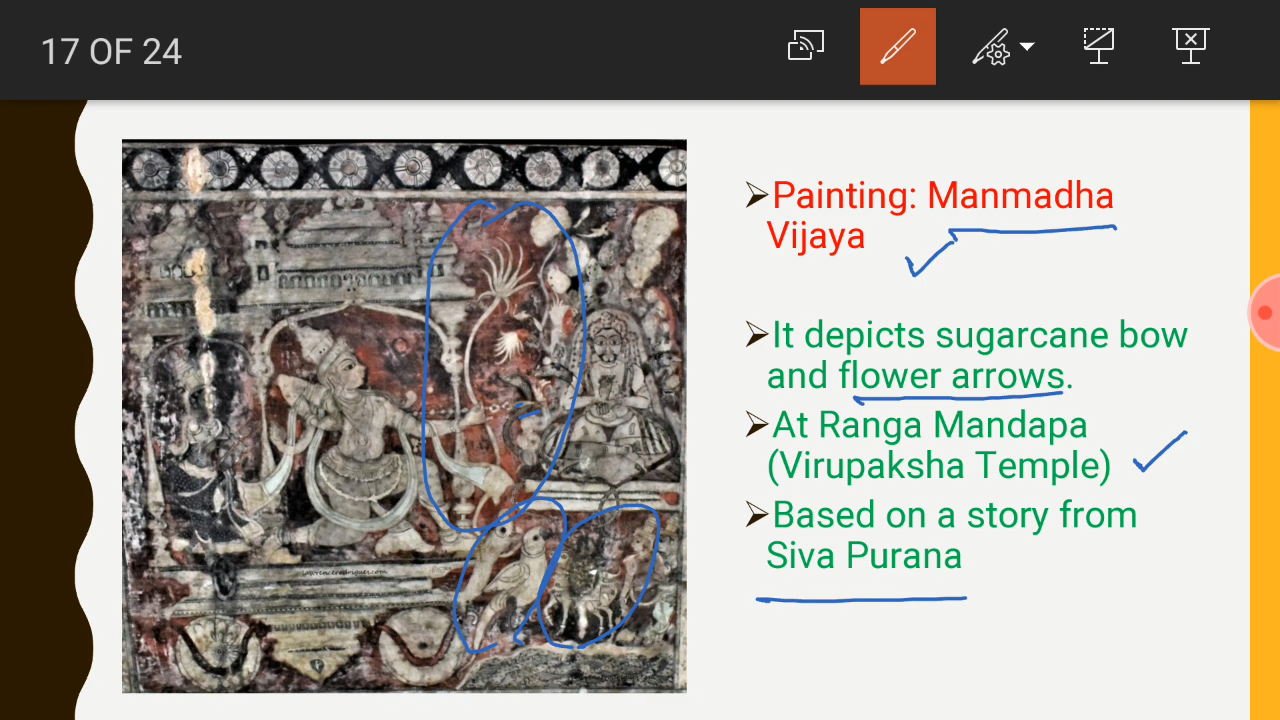 17 OF 24
➢Painting: Manmadha
Vijaya
➢It depicts sugarcane bow
and flower arrows.
➢At Ranga Mandapa
(Virupaksha Temple)
➢Based on a story from
Siva Purana